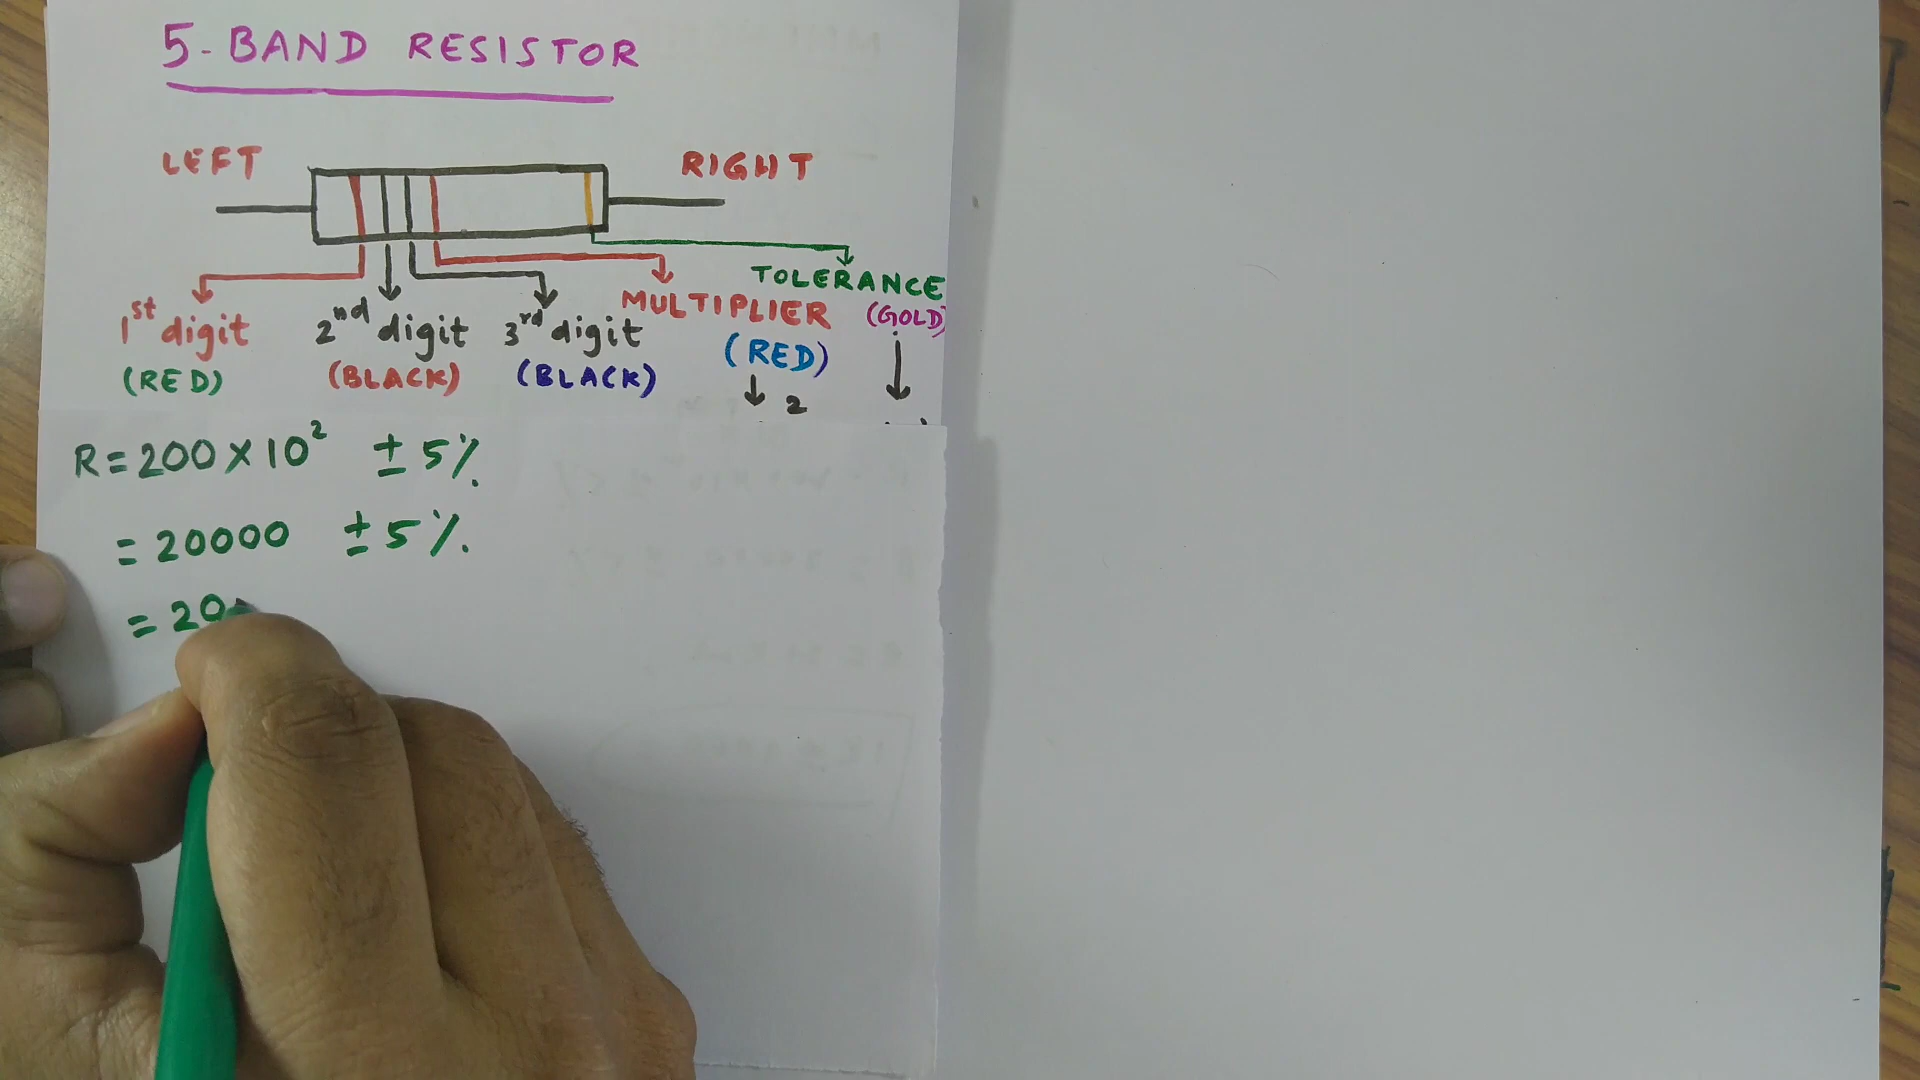 5-BAND RESISTOR
LEFT RIGHT
1st digit (RED)
2nd digit (BLACK)
3rd digit (BLACK)
MULTIPLIER (RED)
2
TOLERANCE (GOLD)
R=200×10² ± 5%
=20000 ±5%
=20